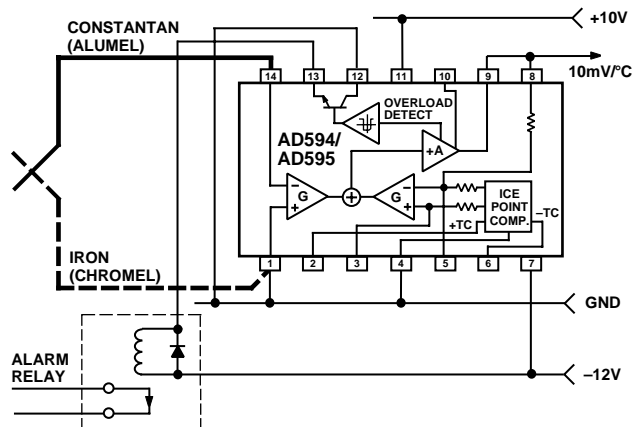 CONSTANTAN
(ALUMEL)
+10V
10mV/°C
14
13
12
11
10
9
8
OVERLOAD
DETECT
AD594/
AD595
+A
–
+
G
–
+
G
ICE
POINT
COMP.
+TC
–TC
1
2
3
4
5
6
7
IRON
(CHROMEL)
GND
ALARM
RELAY
–12V